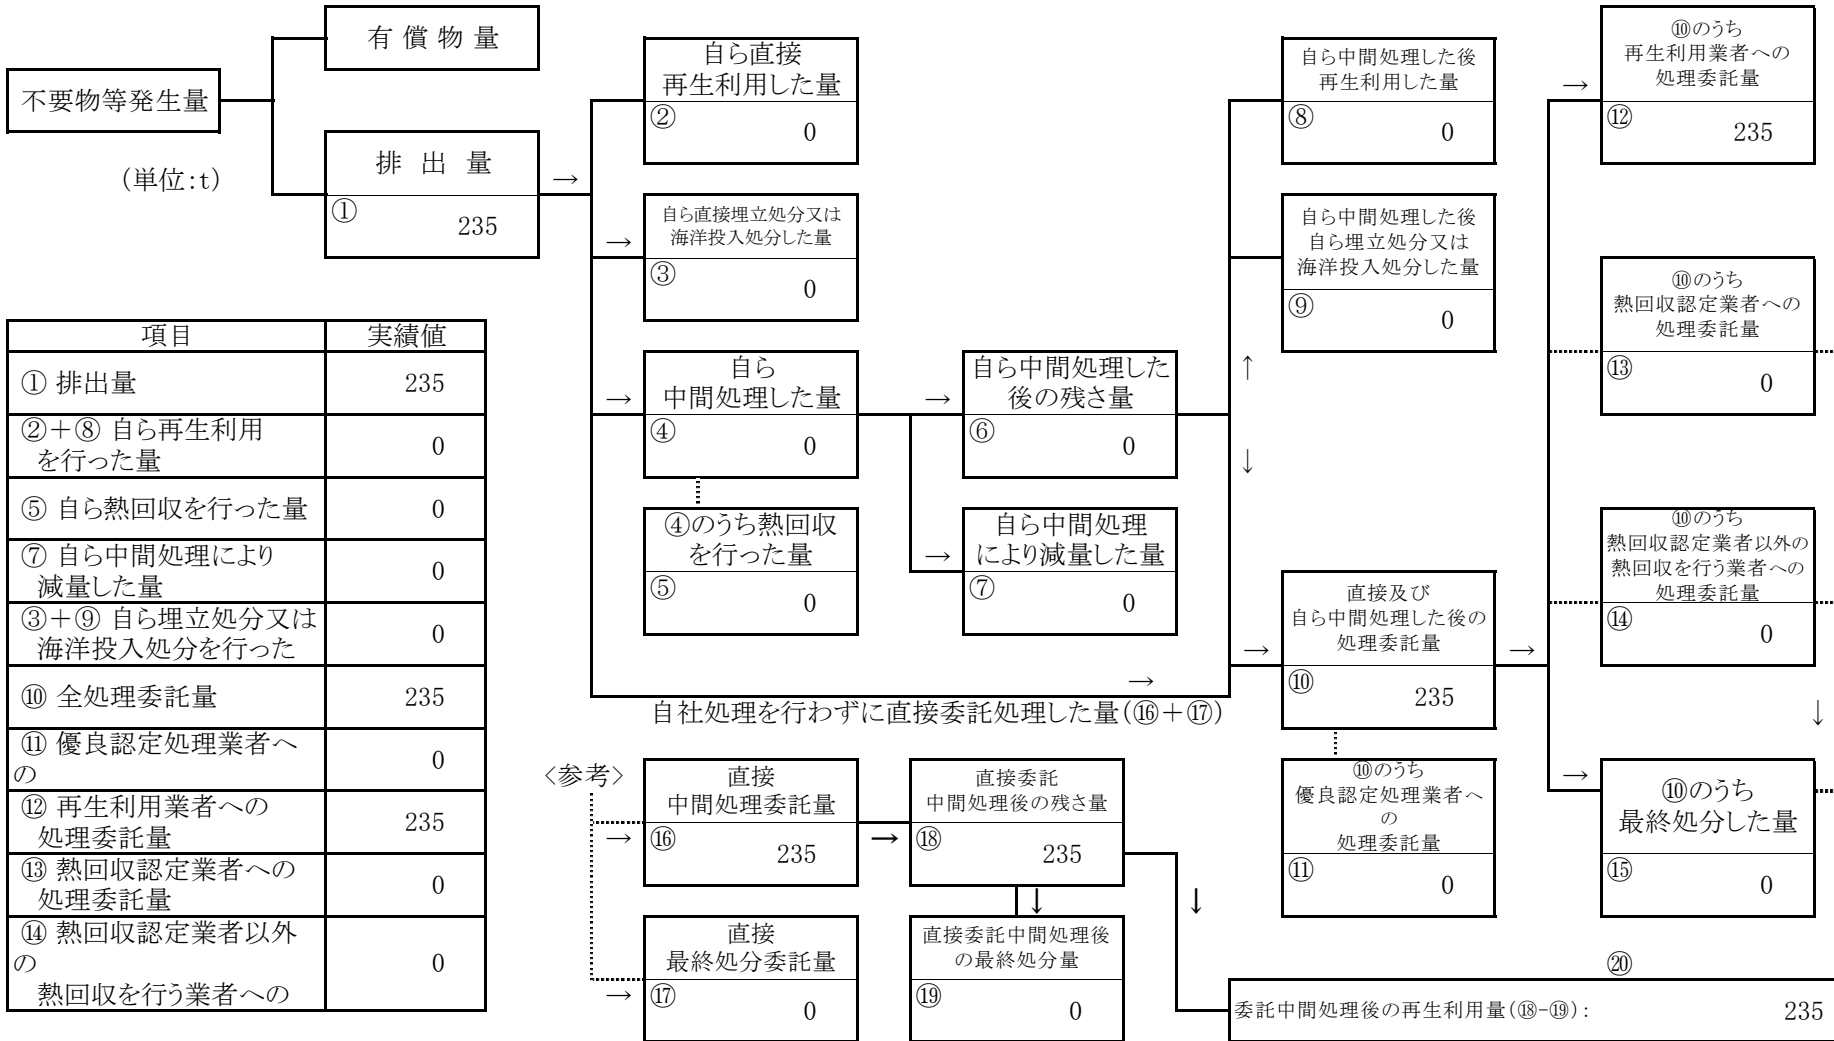 有 償 物 量
不要物等発生量
(単位:t)
排 出 量
①
235
→
自ら直接
再生利用した量
②
0
→
自ら直接埋立処分又は
海洋投入処分した量
③
0
→
自ら
中間処理した量
④
0
④のうち熱回収
を行った量
⑤
0
→
自ら中間処理した
後の残さ量
⑥
0
→
自ら中間処理
により減量した量
⑦
0
自ら中間処理した後
再生利用した量
⑧
0
自ら中間処理した後
自ら埋立処分又は
海洋投入処分した量
⑨
0
↑
↓
→
自社処理を行わずに直接委託処理した量(⑯+⑰)
→
直接及び
自ら中間処理した後の
処理委託量
⑩
235
⑩のうち
優良認定処理業者へ
の
処理委託量
⑪
0
→
→
⑩のうち
再生利用業者への
処理委託量
⑫
235
⑩のうち
熱回収認定業者への
処理委託量
⑬
0
⑩のうち
熱回収認定業者以外の
熱回収を行う業者への
処理委託量
⑭
0
↓
→
⑩のうち
最終処分した量
⑮
0
項目 実績値
① 排出量 235
②+⑧ 自ら再生利用
を行った量 0
⑤ 自ら熱回収を行った量 0
⑦ 自ら中間処理により
減量した量 0
③+⑨ 自ら埋立処分又は
海洋投入処分を行った 0
⑩ 全処理委託量 235
⑪ 優良認定処理業者へ
の 0
⑫ 再生利用業者への
処理委託量 235
⑬ 熱回収認定業者への
処理委託量 0
⑭ 熱回収認定業者以外
の 0
熱回収を行う業者への
<参考>
→
直接
中間処理委託量
⑯
235
→
直接委託
中間処理後の残さ量
⑱
235
↓
↓
→
直接
最終処分委託量
⑰
0
直接委託中間処理後
の最終処分量
⑲
0
⑳
委託中間処理後の再生利用量(⑱-⑲): 235